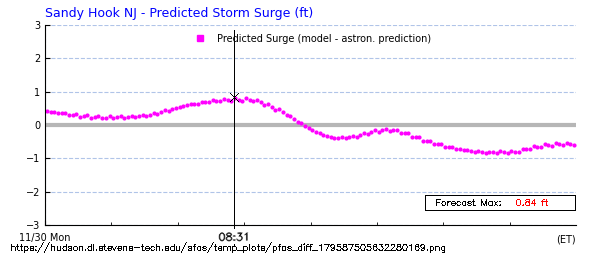 Sandy Hook NJ - Predicted Storm Surge (ft)
3
Predicted Surge (model - astron. prediction)
2
1
0
−1
−2
Forecast Max: 0.84 ft
−3
11/30 Mon 08:31 (ET)
https://hudson.dl.stevens-tech.edu/sfas/temp_plots/pfas_diff_179587505632280169.png